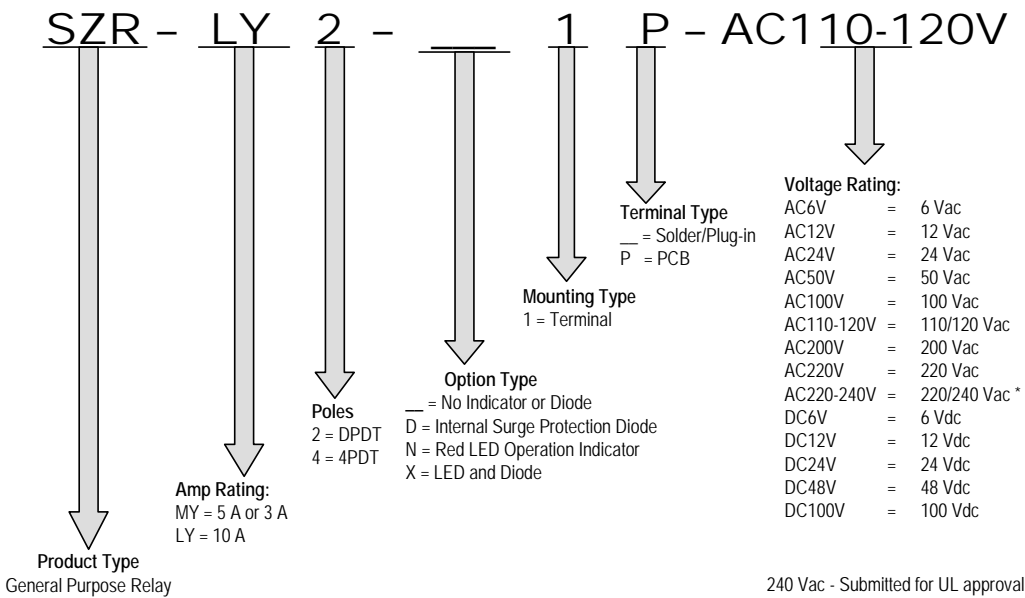 SZR – LY 2 – __ 1 P – AC110-120V
Voltage Rating:
AC6V = 6 Vac
AC12V = 12 Vac
AC24V = 24 Vac
AC50V = 50 Vac
AC100V = 100 Vac
AC110-120V = 110/120 Vac
AC200V = 200 Vac
AC220V = 220 Vac
AC220-240V = 220/240 Vac *
DC6V = 6 Vdc
DC12V = 12 Vdc
DC24V = 24 Vdc
DC48V = 48 Vdc
DC100V = 100 Vdc
Terminal Type
__ = Solder/Plug-in
P = PCB
Mounting Type
1 = Terminal
Option Type
__ = No Indicator or Diode
D = Internal Surge Protection Diode
N = Red LED Operation Indicator
X = LED and Diode
Poles
2 = DPDT
4 = 4PDT
Amp Rating:
MY = 5 A or 3 A
LY = 10 A
Product Type
General Purpose Relay
240 Vac - Submitted for UL approval